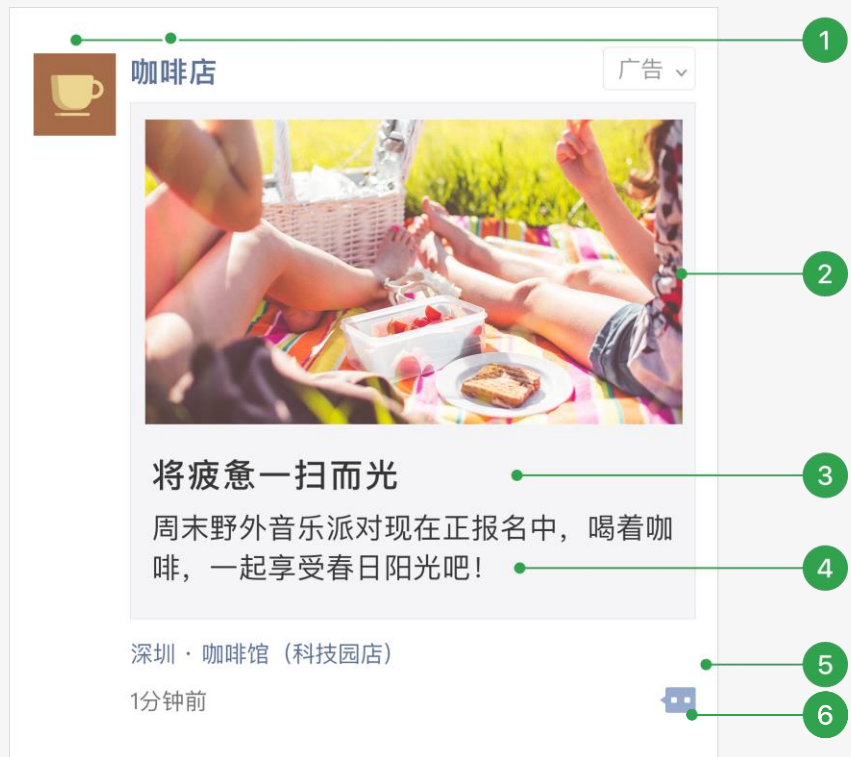 1
咖啡店
广告
2
将疲惫一扫而光
3
周末野外音乐派对现在正报名中，喝着咖
啡，一起享受春日阳光吧！
4
深圳 · 咖啡馆（科技园店）
5
1分钟前
6